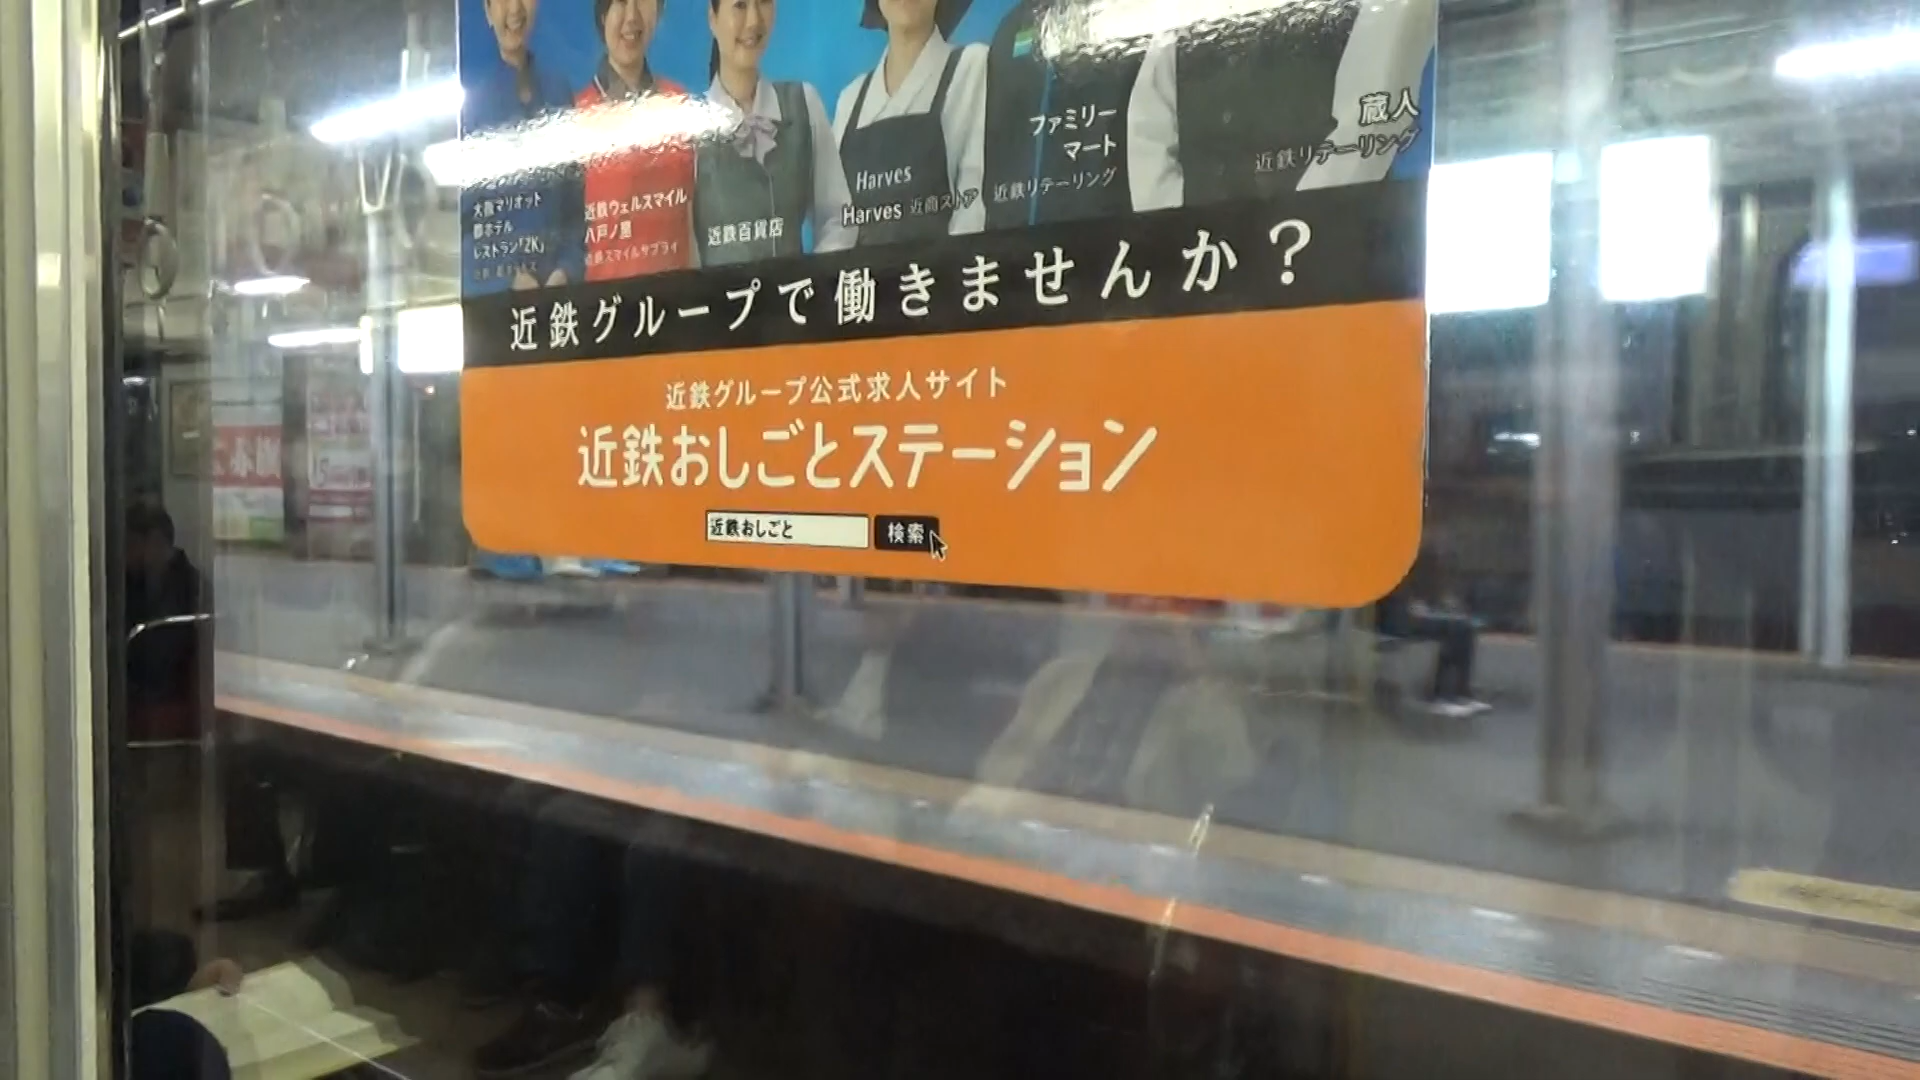 大阪マリオット
都ホテル
レストラン「ZK」
近鉄ウェルスマイル
八戸ノ里
近鉄スマイルサプライ
近鉄百貨店
Harves
Harves 近商ストア
ファミリー
マート
近鉄リテーリング
蔵人
近鉄リテーリング
近鉄グループで働きませんか？
近鉄グループ公式求人サイト
近鉄おしごとステーション
近鉄おしごと 検索